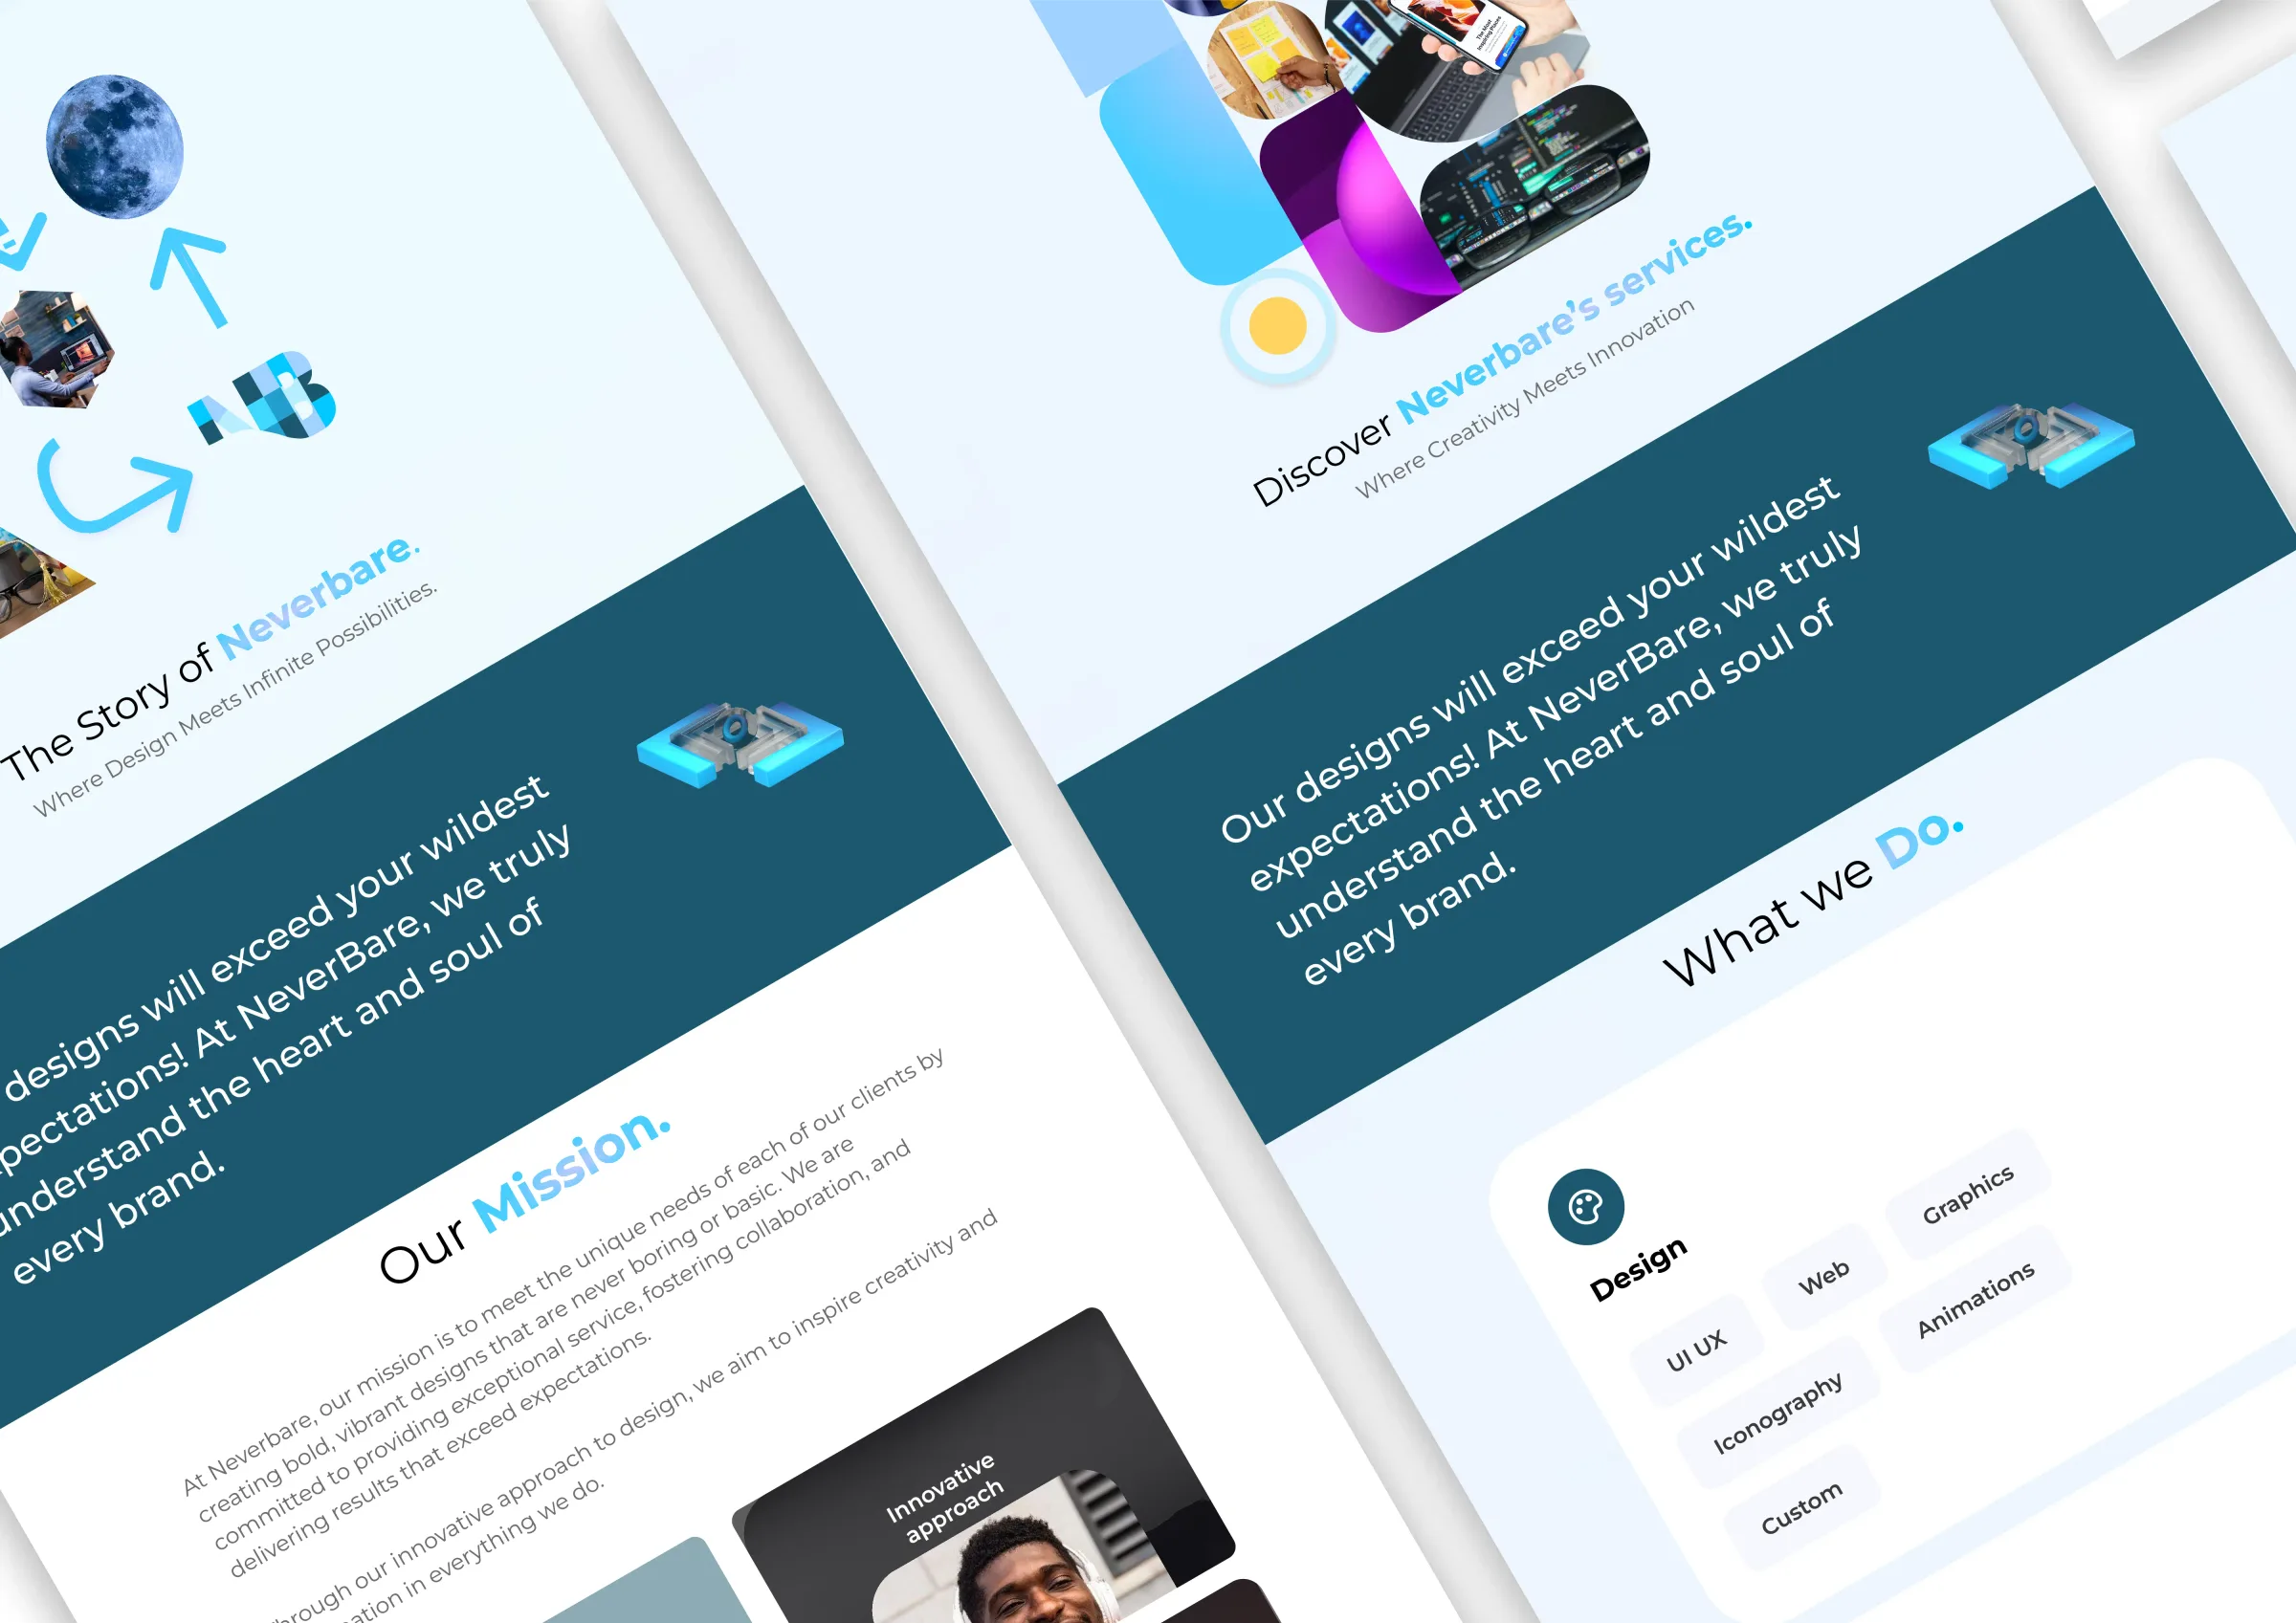 The Story of Neverbare.
Where Design Meets Infinite Possibilities.
designs will exceed your wildest
pectations! At NeverBare, we truly
understand the heart and soul of
every brand.
Our Mission.
At Neverbare, our mission is to meet the unique needs of each of our clients by
creating bold, vibrant designs that are never boring or basic. We are
committed to providing exceptional service, fostering collaboration, and
delivering results that exceed expectations.
hrough our innovative approach to design, we aim to inspire creativity and
ation in everything we do.
Innovative
approach
NB
The Most
Inspiring Places
Discover Neverbare's services.
Where Creativity Meets Innovation
Our designs will exceed your wildest
expectations! At NeverBare, we truly
understand the heart and soul of
every brand.
What we Do.
Design
UI UX
Web
Graphics
Iconography
Animations
Custom